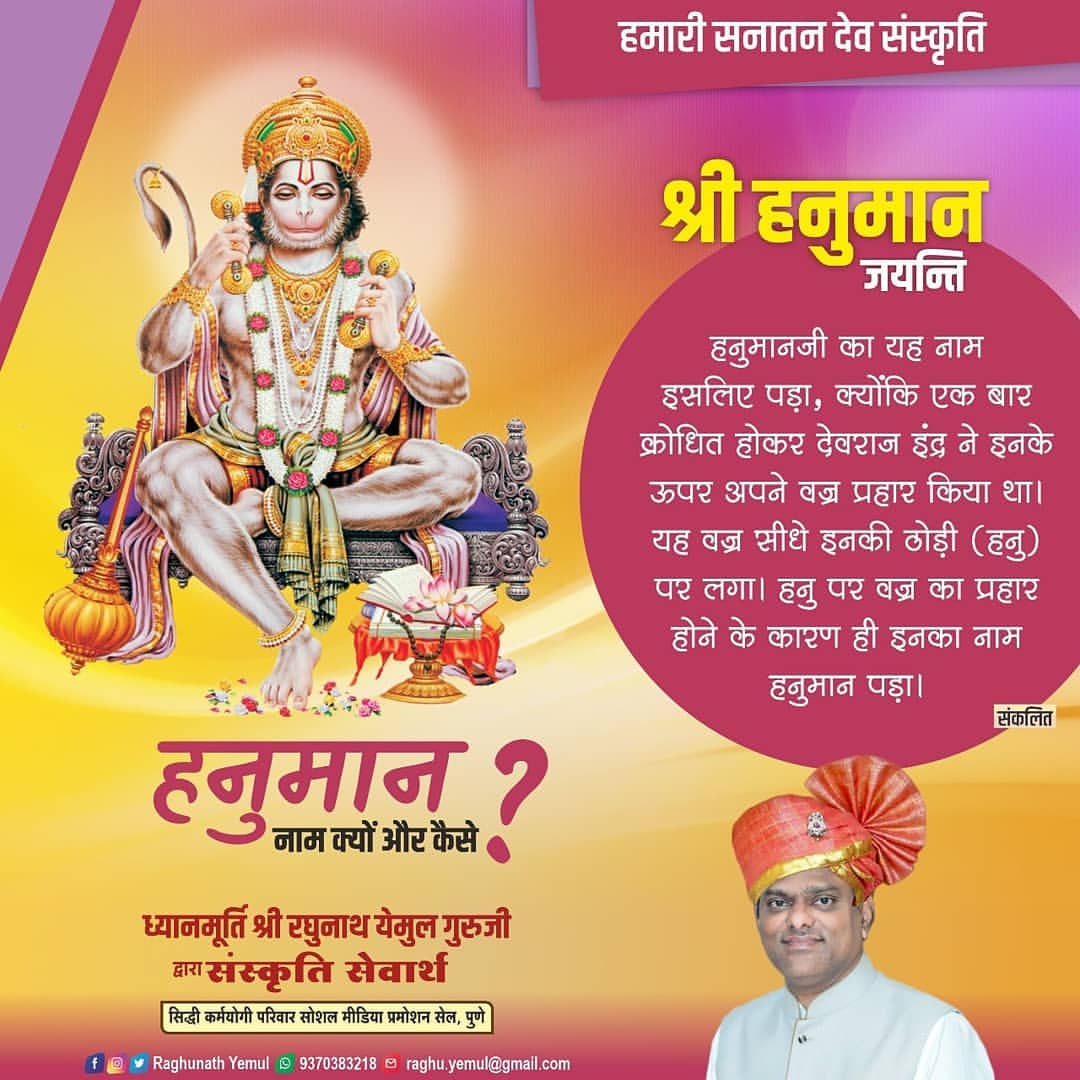 हमारी सनातन देव संस्कृति
श्री हनुमान
जयन्ति
हनुमानजी का यह नाम
इसलिए पड़ा, क्योंकि एक बार
क्रोधित होकर देवराज इंद्र ने इनके
ऊपर अपने वज्र प्रहार किया था।
यह वज्र सीधे इनकी ठोड़ी (हनु)
पर लगा। हनु पर वज्र का प्रहार
होने के कारण ही इनका नाम
हनुमान पड़ा।
संकलित
हनुमान ?
नाम क्यों और कैसे
ध्यानमूर्ति श्री रघुनाथ येमुल गुरुजी
द्वारा संस्कृति सेवार्थ
सिद्धी कर्मयोगी परिवार सोशल मीडिया प्रमोशन सेल, पुणे
Raghunath Yemul 9370383218 raghu.yemul@gmail.com